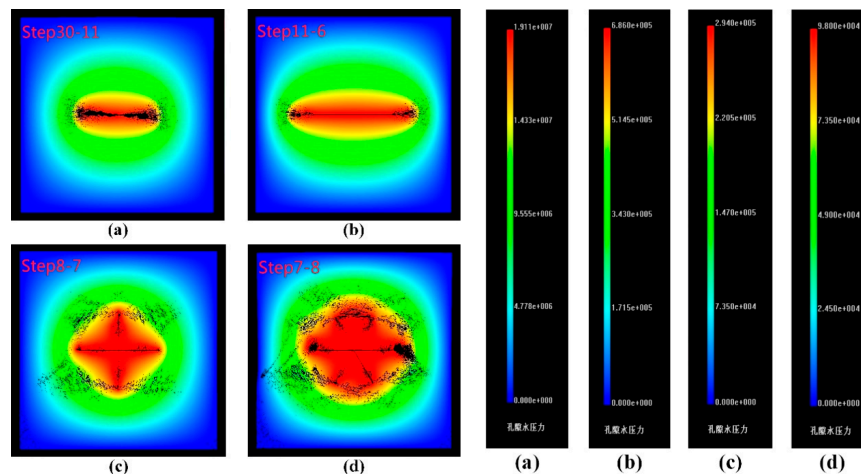 Step30-11
(a)
Step11-6
(b)
Step8-7
(c)
Step7-8
(d)
1.911e+007
1.433e+007
9.555e+006
4.778e+006
0.000e+000
孔隙水压力
(a)
6.860e+005
5.145e+005
3.430e+005
1.715e+005
0.000e+000
孔隙水压力
(b)
2.940e+005
2.205e+005
1.470e+005
7.350e+004
0.000e+000
孔隙水压力
(c)
9.800e+004
7.350e+004
4.900e+004
2.450e+004
0.000e+000
孔隙水压力
(d)